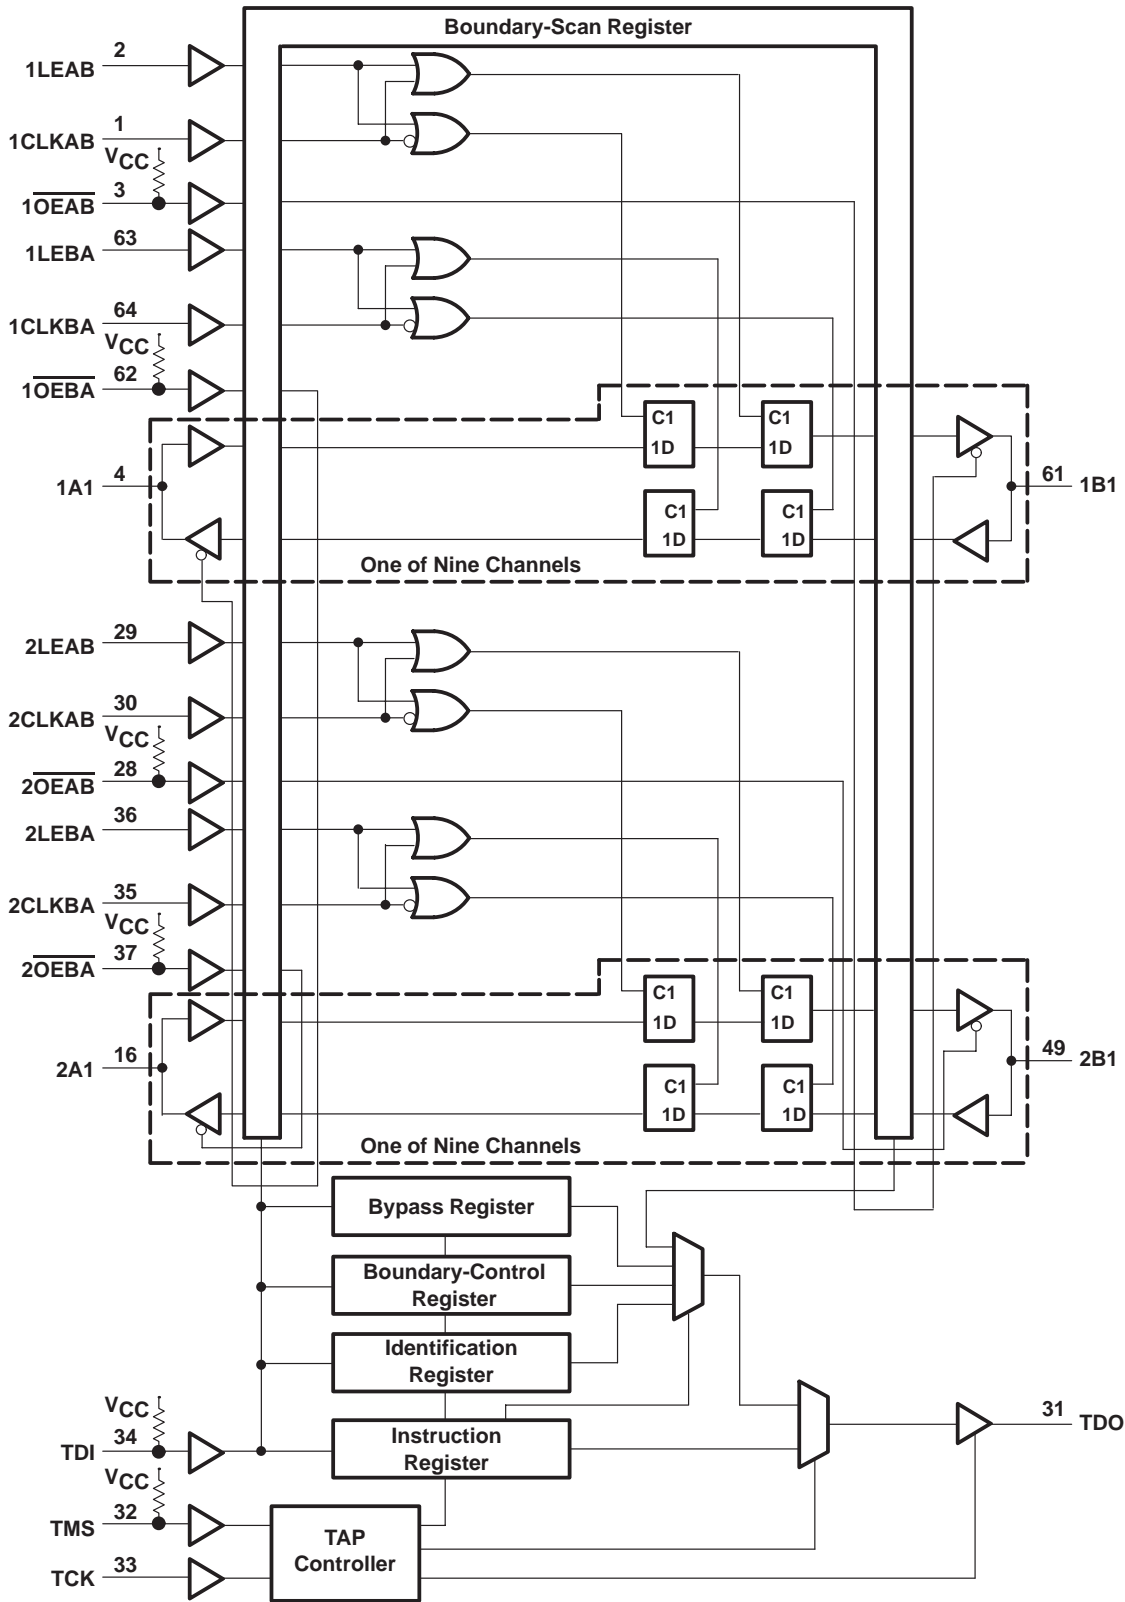 Boundary-Scan Register
2
1LEAB
1
1CLKAB
VCC
3
1OEAB
63
1LEBA
64
1CLKBA
VCC
62
1OEBA
C1
1D
C1
1D
4
1A1
61
1B1
C1
1D
C1
1D
One of Nine Channels
29
2LEAB
30
2CLKAB
VCC
28
2OEAB
36
2LEBA
35
2CLKBA
VCC
37
2OEBA
C1
1D
C1
1D
16
2A1
49
2B1
C1
1D
C1
1D
One of Nine Channels
Bypass Register
Boundary-Control
Register
Identification
Register
VCC
34
TDI
Instruction
Register
31
TDO
VCC
32
TMS
TAP
Controller
33
TCK